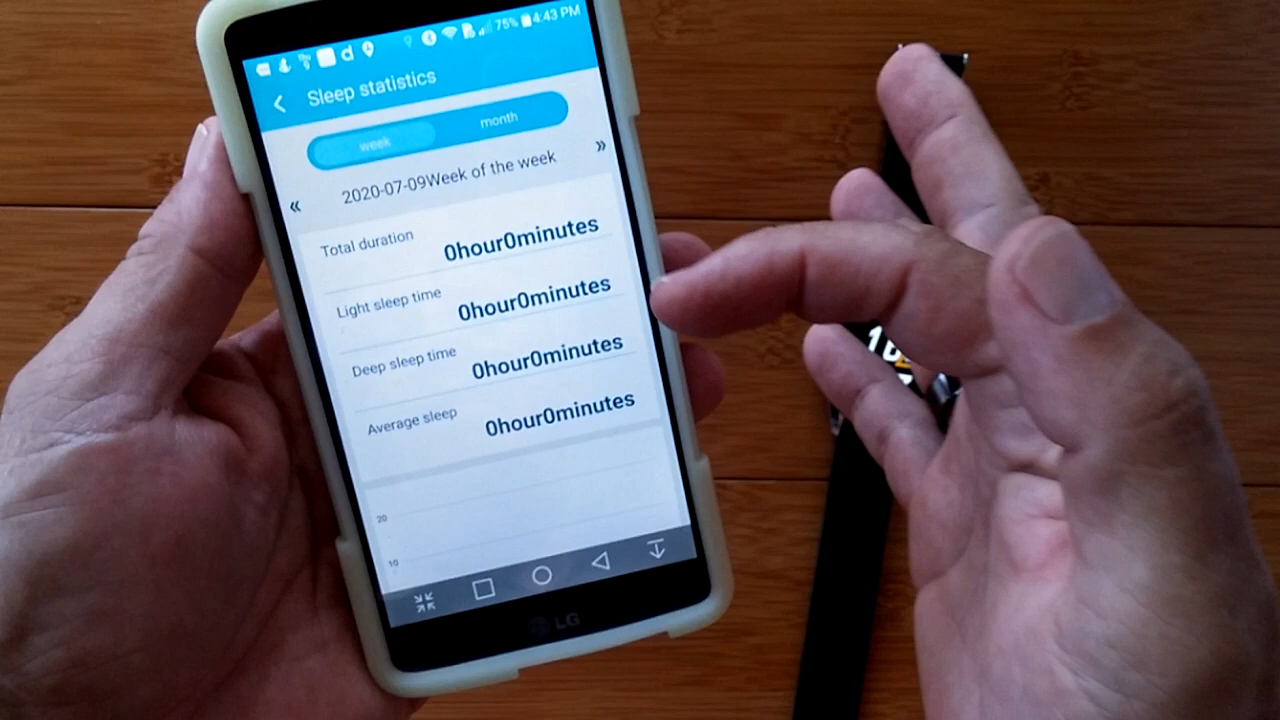 75% 4:43 PM
Sleep statistics
week month
« 2020-07-09Week of the week »
Total duration 0hour0minutes
Light sleep time 0hour0minutes
Deep sleep time 0hour0minutes
Average sleep 0hour0minutes
20
10
LG